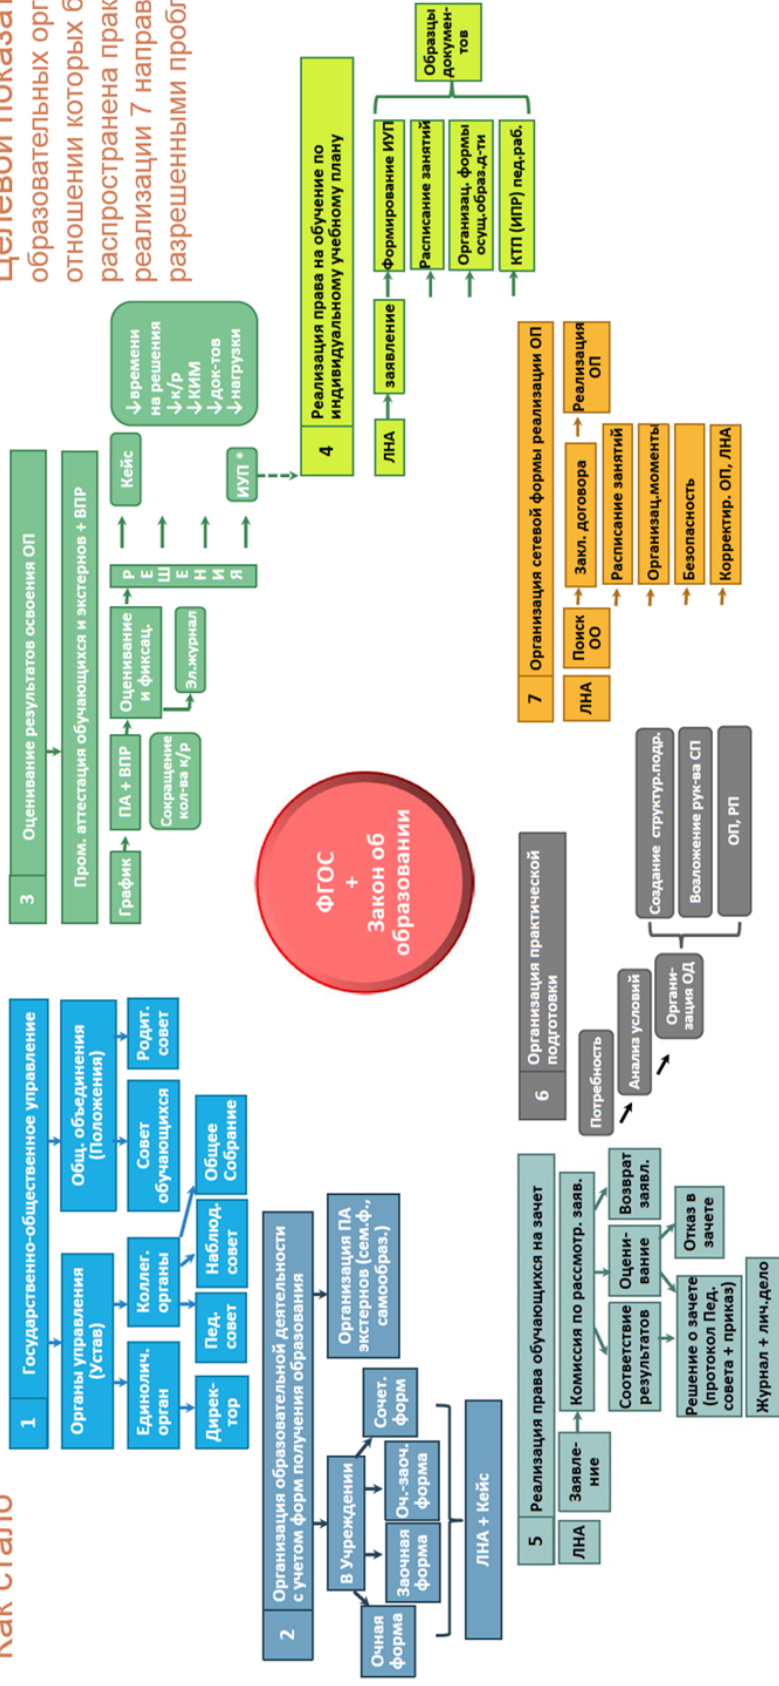 Как стало
Целевой показат
образовательных орг
отношении которых б
распространена прак
реализации 7 направ
разрешенными пробл
1
Государственно-общественное управление
Органы управления
(Устав)
Общ. объединения
(Положения)
Единолич.
орган
Коллег.
органы
Совет
обучающихся
Родит.
совет
Дирек-
тор
Пед.
совет
Наблюд.
совет
Общее
Собрание
2
Организация образовательной деятельности
с учетом форм получения образования
В Учреждении
Организация ПА
экстернов (сем.ф.,
самообраз.)
Очная
форма
Заочная
форма
Оч.-заоч.
форма
Сочет.
форм
ЛНА + Кейс
3
Оценивание результатов освоения ОП
Пром. аттестация обучающихся и экстернов + ВПР
График
ПА + ВПР
Сокращение
кол-ва к/р
Оценивание
и фиксац.
Эл.журнал
Р
Е
Ш
Е
Н
И
Я
Кейс
ИУП *
↓времени
на решения
↓к/р
↓КИМ
↓док-тов
↓нагрузки
ФГОС
+
Закон об
образовании
4
Реализация права на обучение по
индивидуальному учебному плану
ЛНА
заявление
Формирование ИУП
Расписание занятий
Организац. формы
осущ.образ.д-ти
КТП (ИПР) пед.раб.
Образцы
докумен-
тов
5
Реализация права обучающихся на зачет
ЛНА
Заявле-
ние
Комиссия по рассмотр. заяв.
Соответствие
результатов
Оцени-
вание
Возврат
заявл.
Решение о зачете
(протокол Пед.
совета + приказ)
Отказ в
зачете
Журнал + лич.дело
6
Организация практической
подготовки
Потребность
Анализ условий
Органи-
зация ОД
Создание структур.подр.
Возложение рук-ва СП
ОП, РП
7
Организация сетевой формы реализации ОП
ЛНА
Поиск
ОО
Закл. договора
Реализация
ОП
Расписание занятий
Организац.моменты
Безопасность
Корректир. ОП, ЛНА